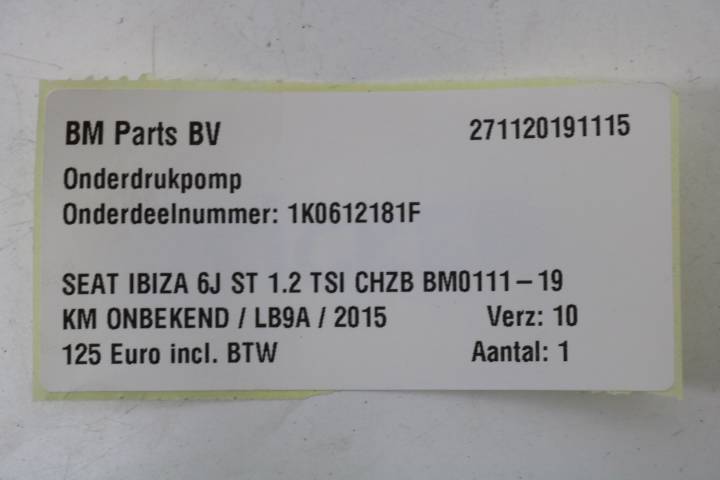 BM Parts BV 271120191115
Onderdrukpomp
Onderdeelnummer: 1K0612181F
SEAT IBIZA 6J ST 1.2 TSI CHZB BM0111-19
KM ONBEKEND / LB9A / 2015 Verz: 10
125 Euro incl. BTW Aantal: 1